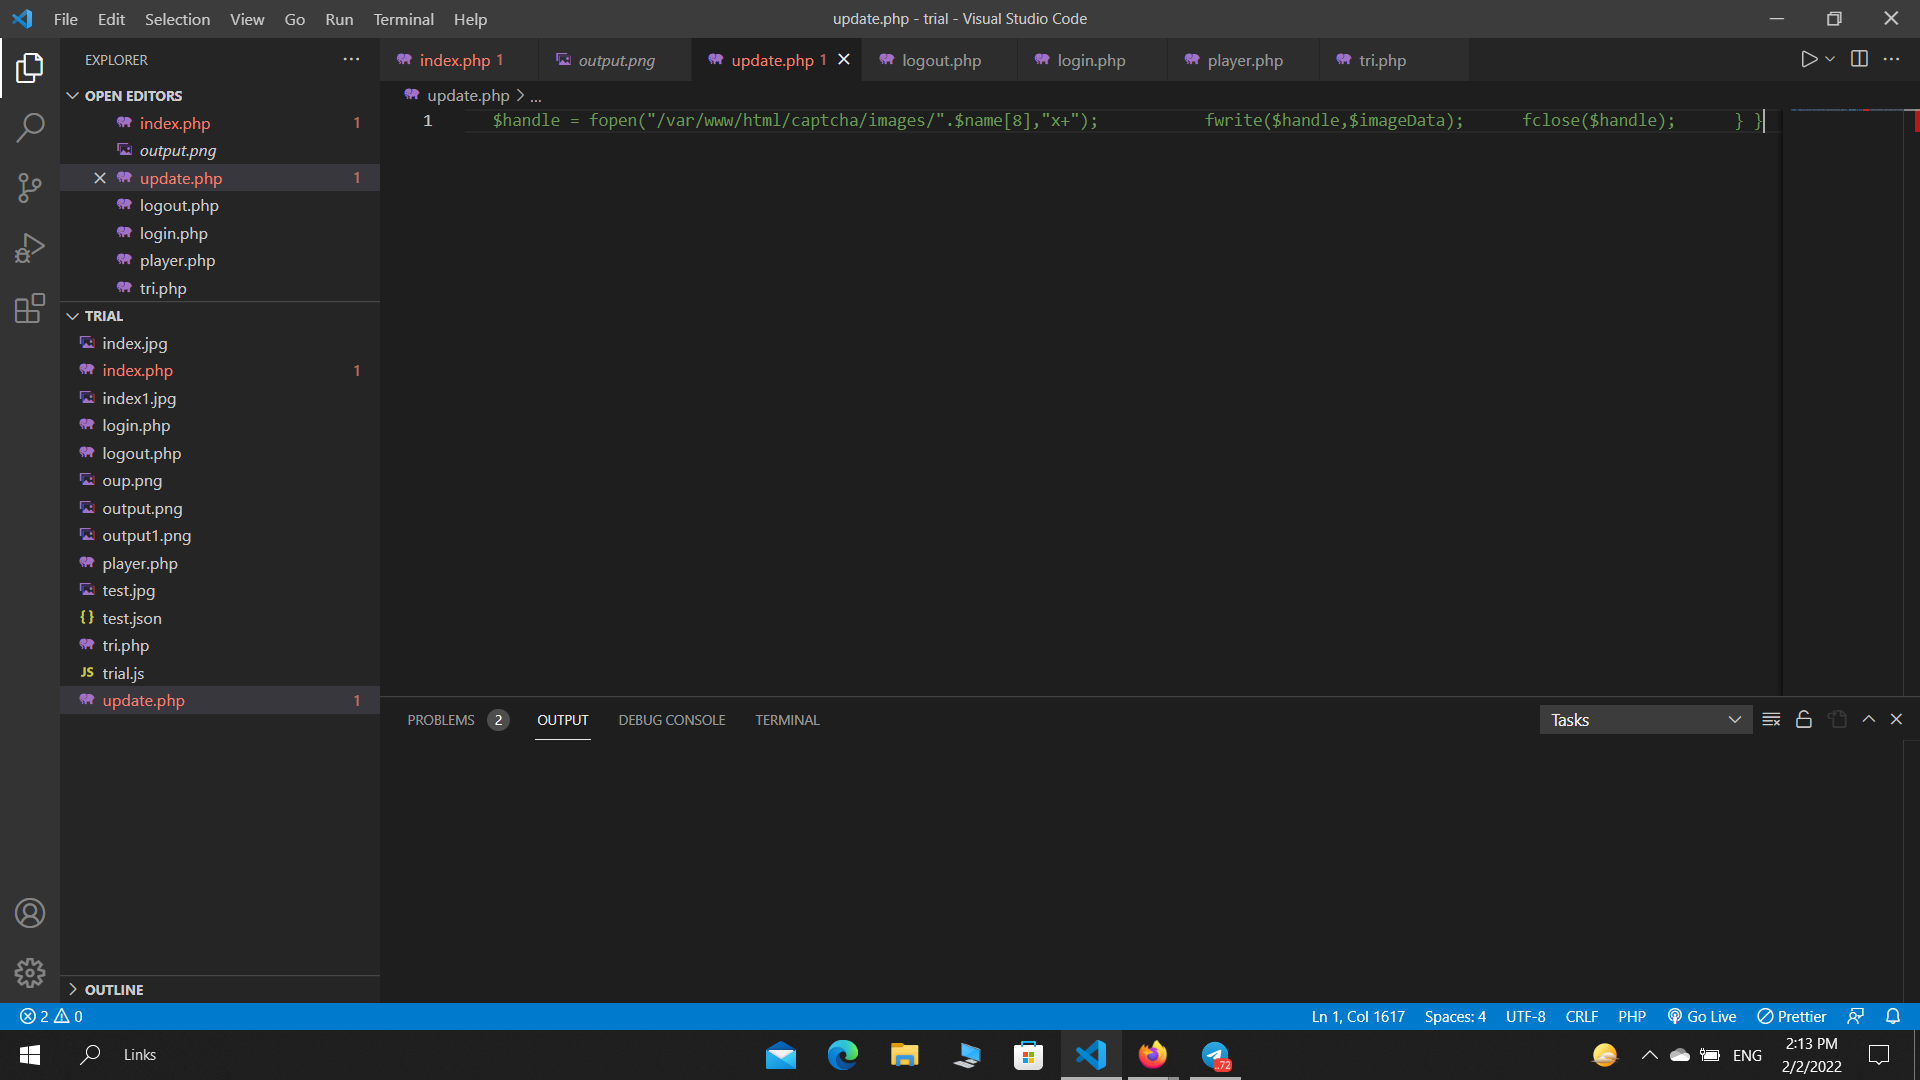 File Edit Selection View Go Run Terminal Help update.php - trial - Visual Studio Code
EXPLORER
index.php 1 output.png update.php 1 logout.php login.php player.php tri.php
OPEN EDITORS
update.php > ...
index.php 1
1 $handle = fopen("/var/www/html/captcha/images/".$name[8],"x+"); fwrite($handle,$imageData); fclose($handle); } }
output.png
update.php 1
logout.php
login.php
player.php
tri.php
TRIAL
index.jpg
index.php 1
index1.jpg
login.php
logout.php
oup.png
output.png
output1.png
player.php
test.jpg
{} test.json
tri.php
JS trial.js
update.php 1
PROBLEMS 2 OUTPUT DEBUG CONSOLE TERMINAL Tasks
OUTLINE
2 0 Ln 1, Col 1617 Spaces: 4 UTF-8 CRLF PHP Go Live Prettier
Links
..72
ENG
2:13 PM
2/2/2022